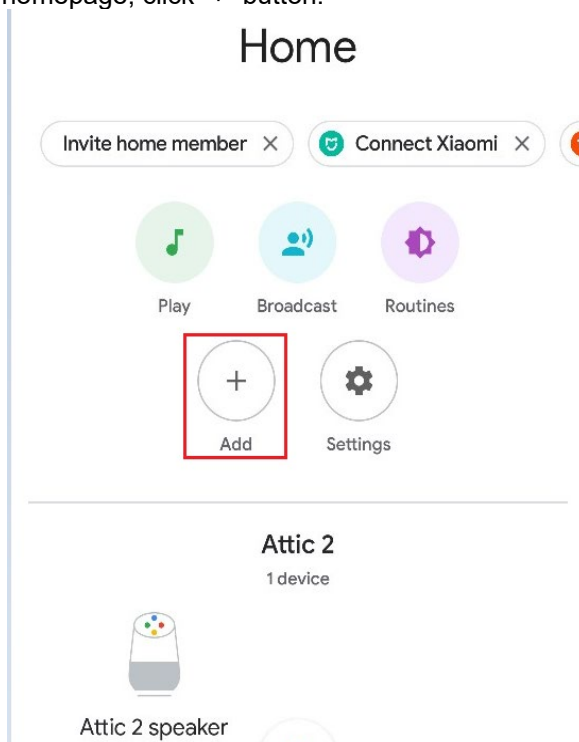 Home
Invite home member × Connect Xiaomi ×
Play Broadcast Routines
Add Settings
Attic 2
1 device
Attic 2 speaker